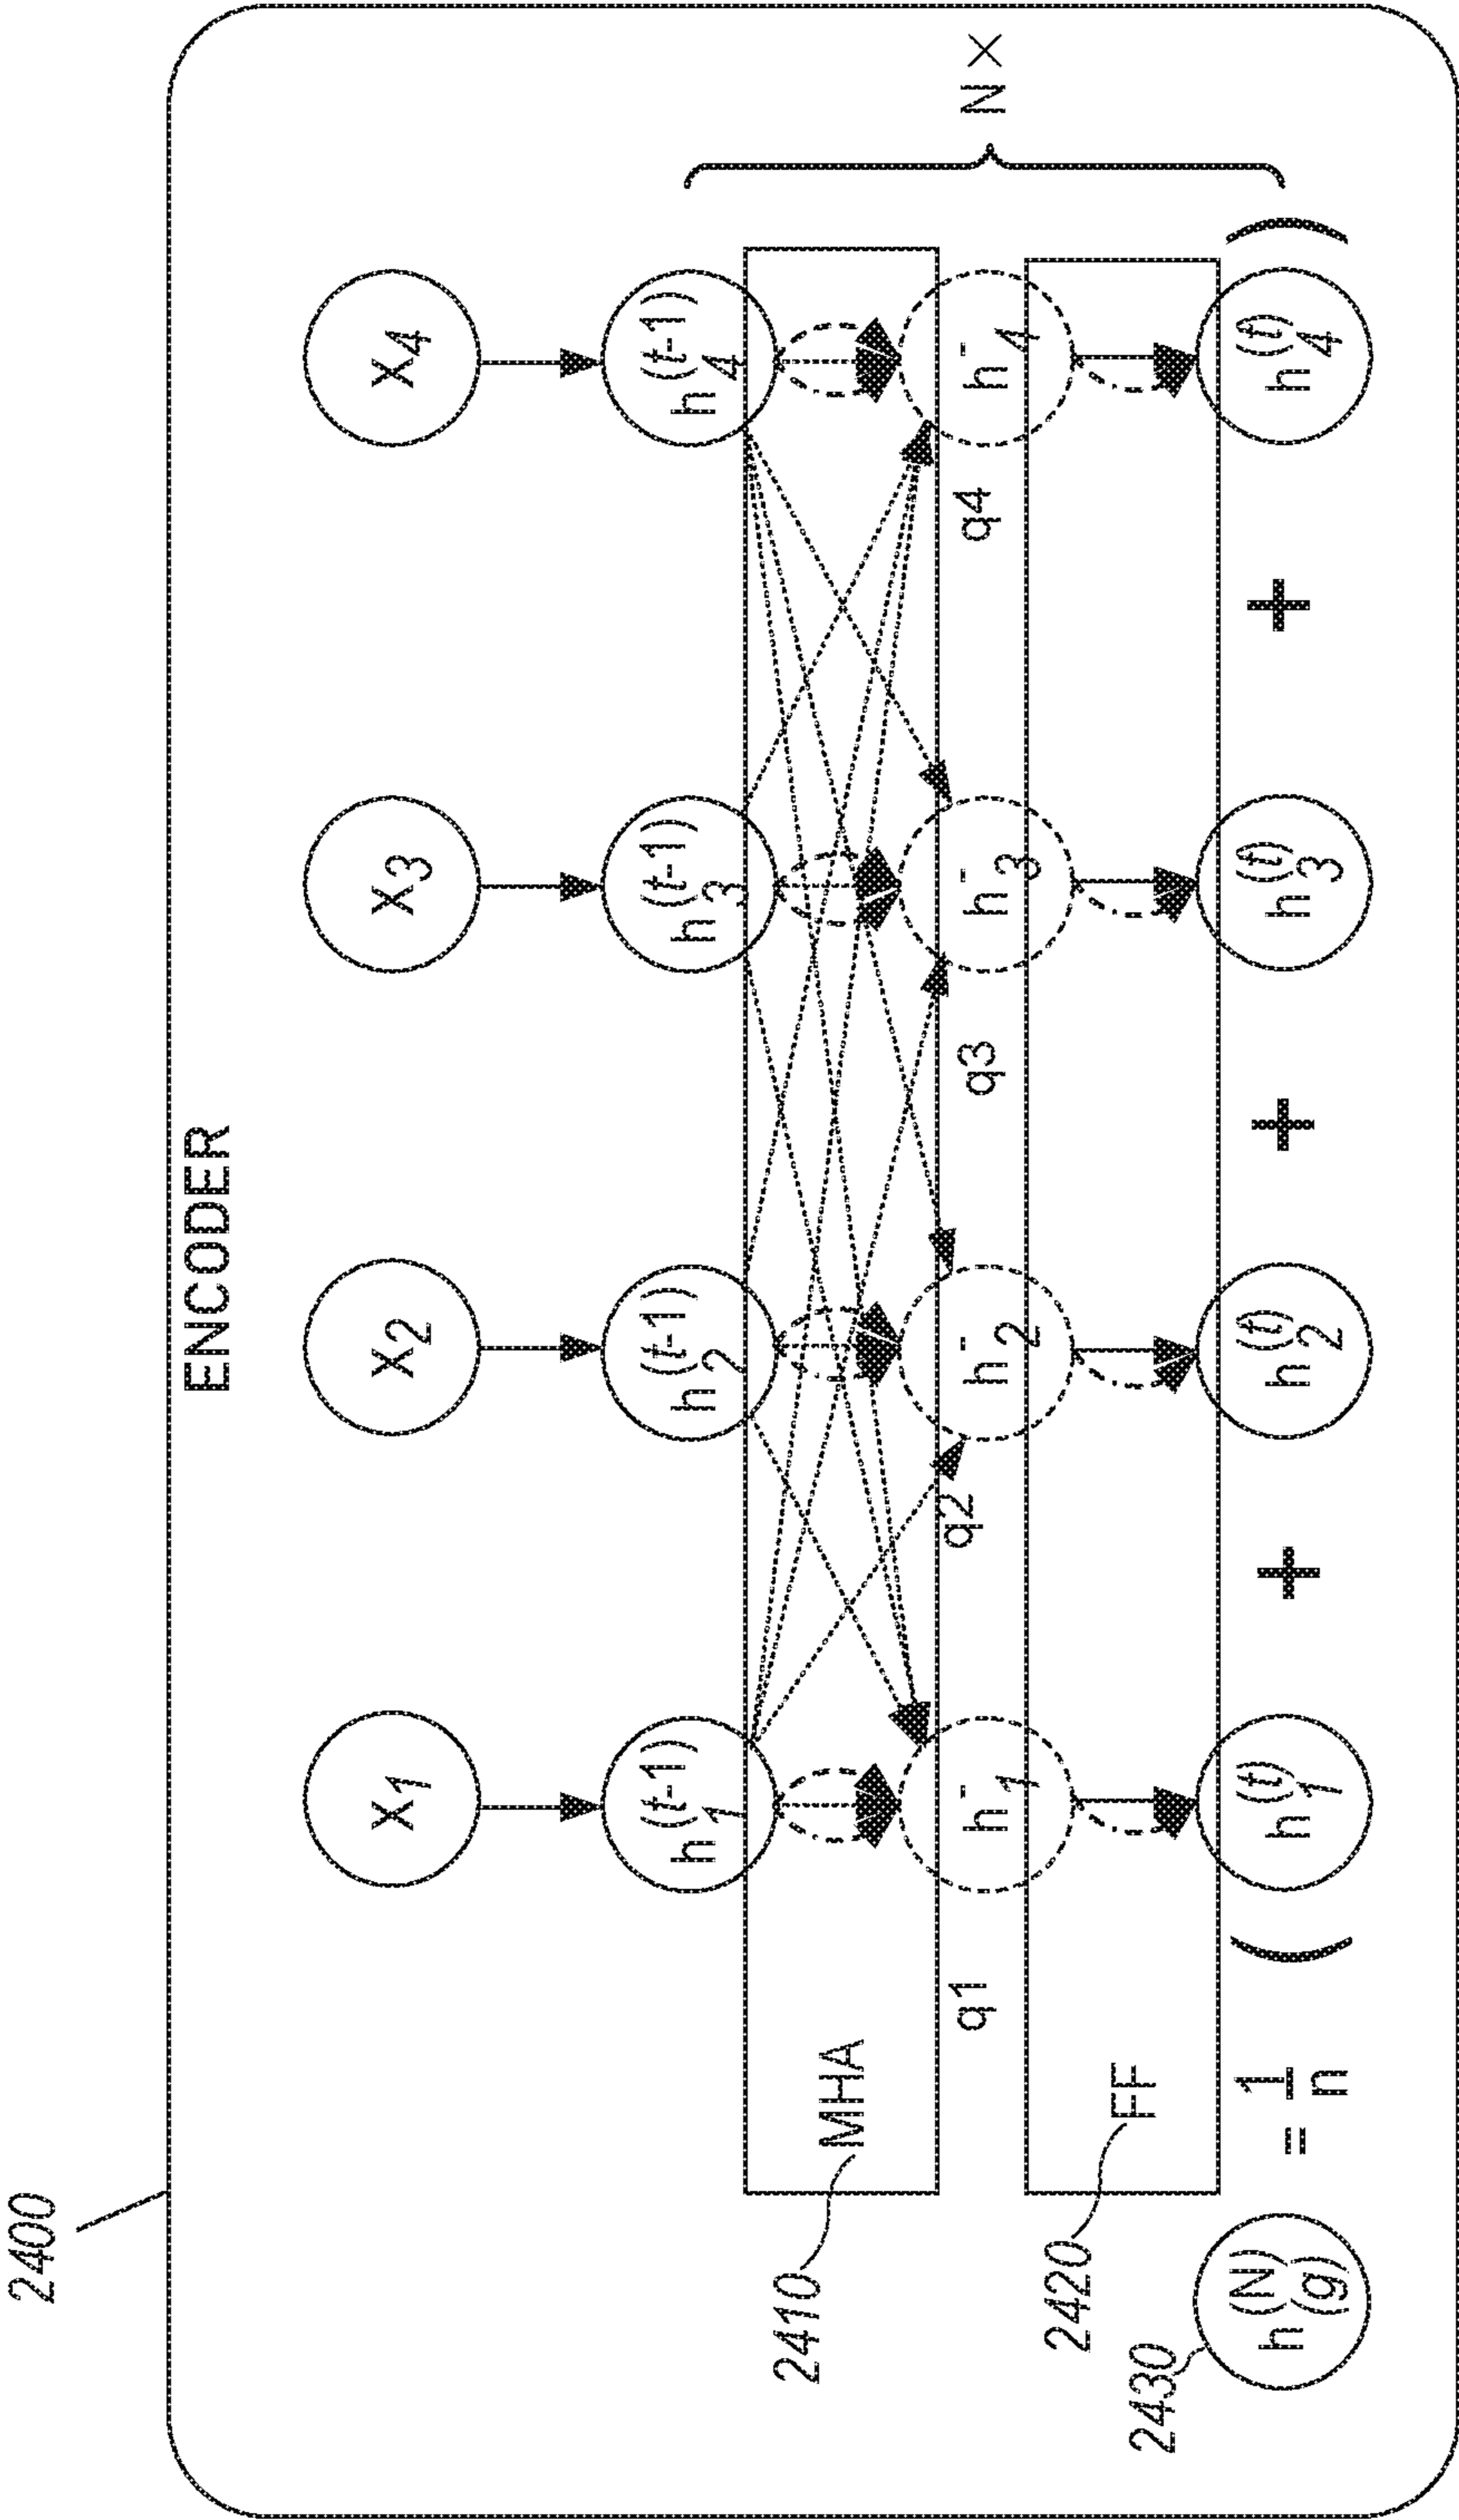 2400
ENCODER
x1 x2 x3 x4
h1(t-1) h2(t-1) h3(t-1) h4(t-1)
2410 MHA
q1 h-1 q2 h-2 q3 h-3 q4 h-4
N×
2420 FF
2430 h(g)(N) = 1/n ( h1(t) + h2(t) + h3(t) + h4(t) )